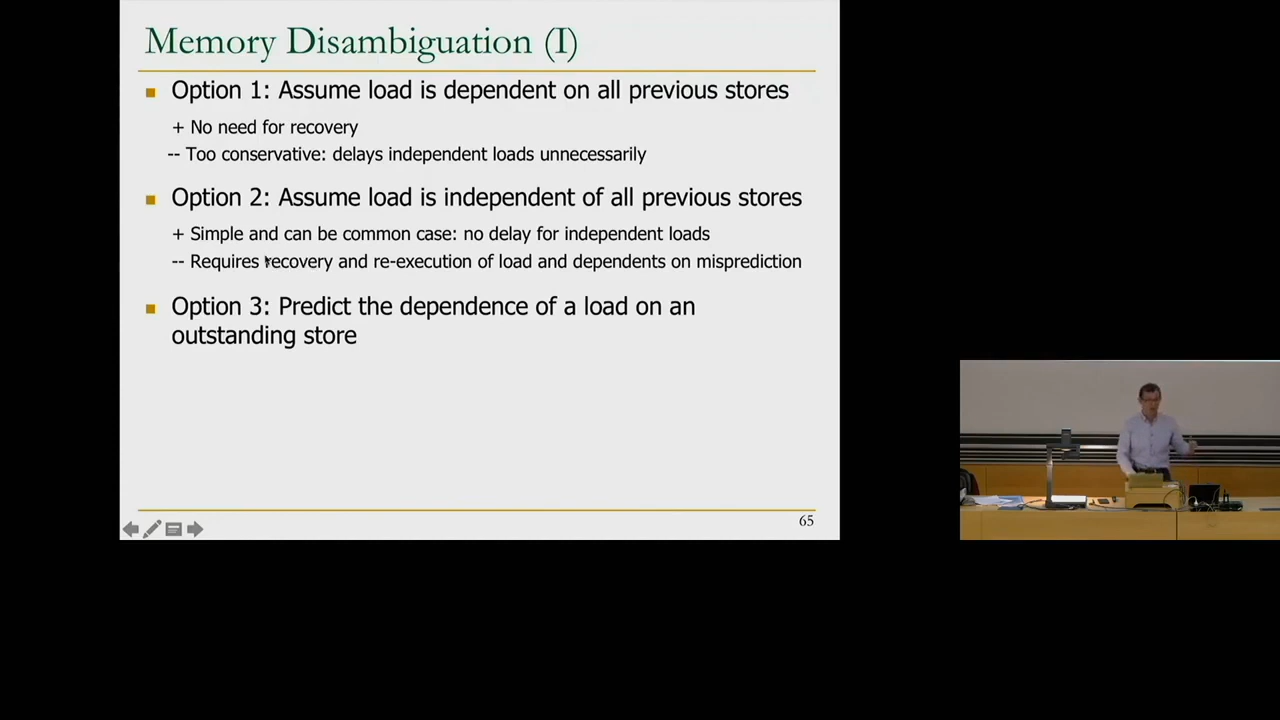 Memory Disambiguation (I)
Option 1: Assume load is dependent on all previous stores
+ No need for recovery
-- Too conservative: delays independent loads unnecessarily
Option 2: Assume load is independent of all previous stores
+ Simple and can be common case: no delay for independent loads
-- Requires recovery and re-execution of load and dependents on misprediction
Option 3: Predict the dependence of a load on an
outstanding store
65